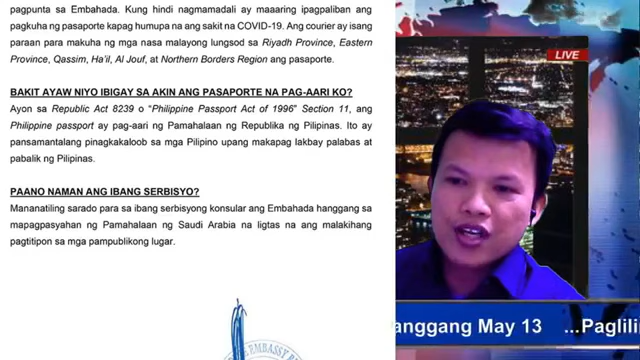 pagpunta sa Embahada. Kung hindi nagmamadali ay maaaring ipagpaliban ang
pagkuha ng pasaporte kapag humupa na ang sakit na COVID-19. Ang courier ay isang
paraan para makuha ng mga nasa malayong lungsod sa Riyadh Province, Eastern
Province, Qassim, Ha'il, Al Jouf, at Northern Borders Region ang pasaporte.
BAKIT AYAW NIYO IBIGAY SA AKIN ANG PASAPORTE NA PAG-AARI KO?
Ayon sa Republic Act 8239 o “Philippine Passport Act of 1996” Section 11, ang
Philippine passport ay pag-aari ng Pamahalaan ng Republika ng Pilipinas. Ito ay
pansamantalang pinagkakaloob sa mga Pilipino upang makapag lakbay palabas at
pabalik ng Pilipinas.
PAANO NAMAN ANG IBANG SERBISYO?
Mananatiling sarado para sa ibang serbisyong konsular ang Embahada hanggang sa
mapagpasyahan ng Pamahalaan ng Saudi Arabia na ligtas na ang malakihang
pagtitipon sa mga pampublikong lugar.
EMBASSY
LIVE
anggang May 13 ...Paglili